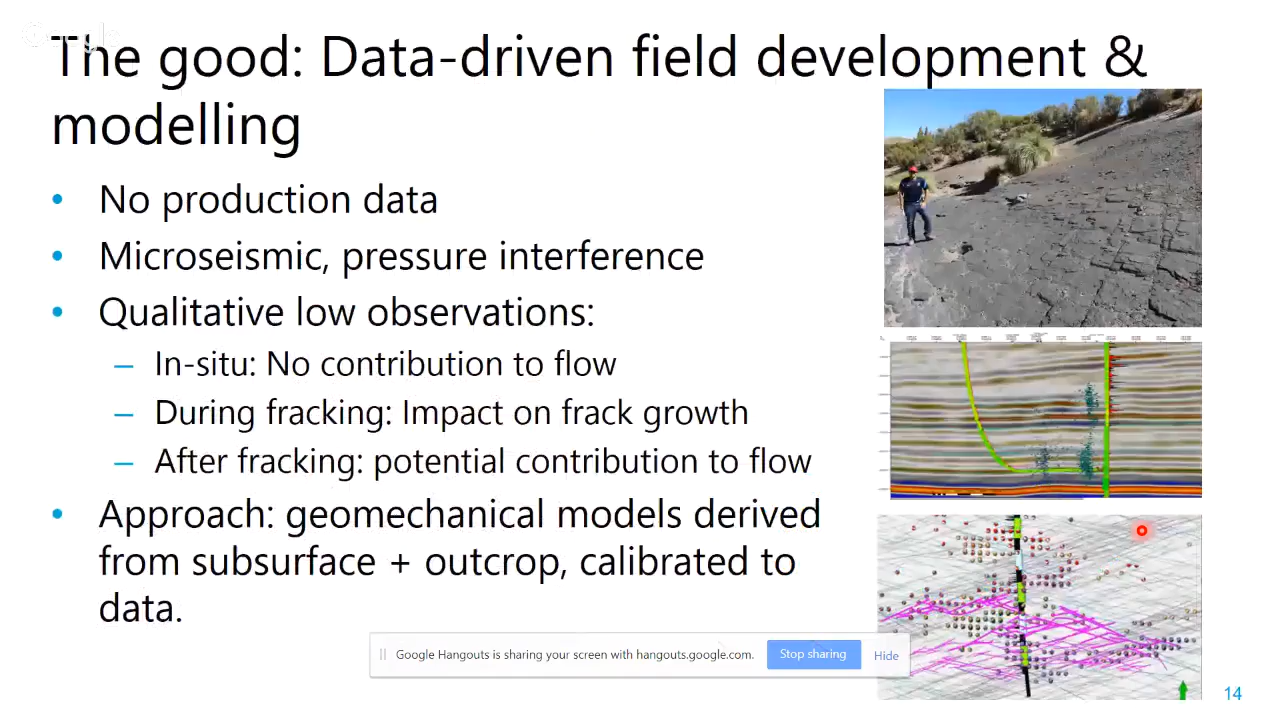 The good: Data-driven field development &
modelling
• No production data
• Microseismic, pressure interference
• Qualitative low observations:
– In-situ: No contribution to flow
– During fracking: Impact on frack growth
– After fracking: potential contribution to flow
• Approach: geomechanical models derived
from subsurface + outcrop, calibrated to
data.
Google Hangouts is sharing your screen with hangouts.google.com.
Stop sharing
Hide
14